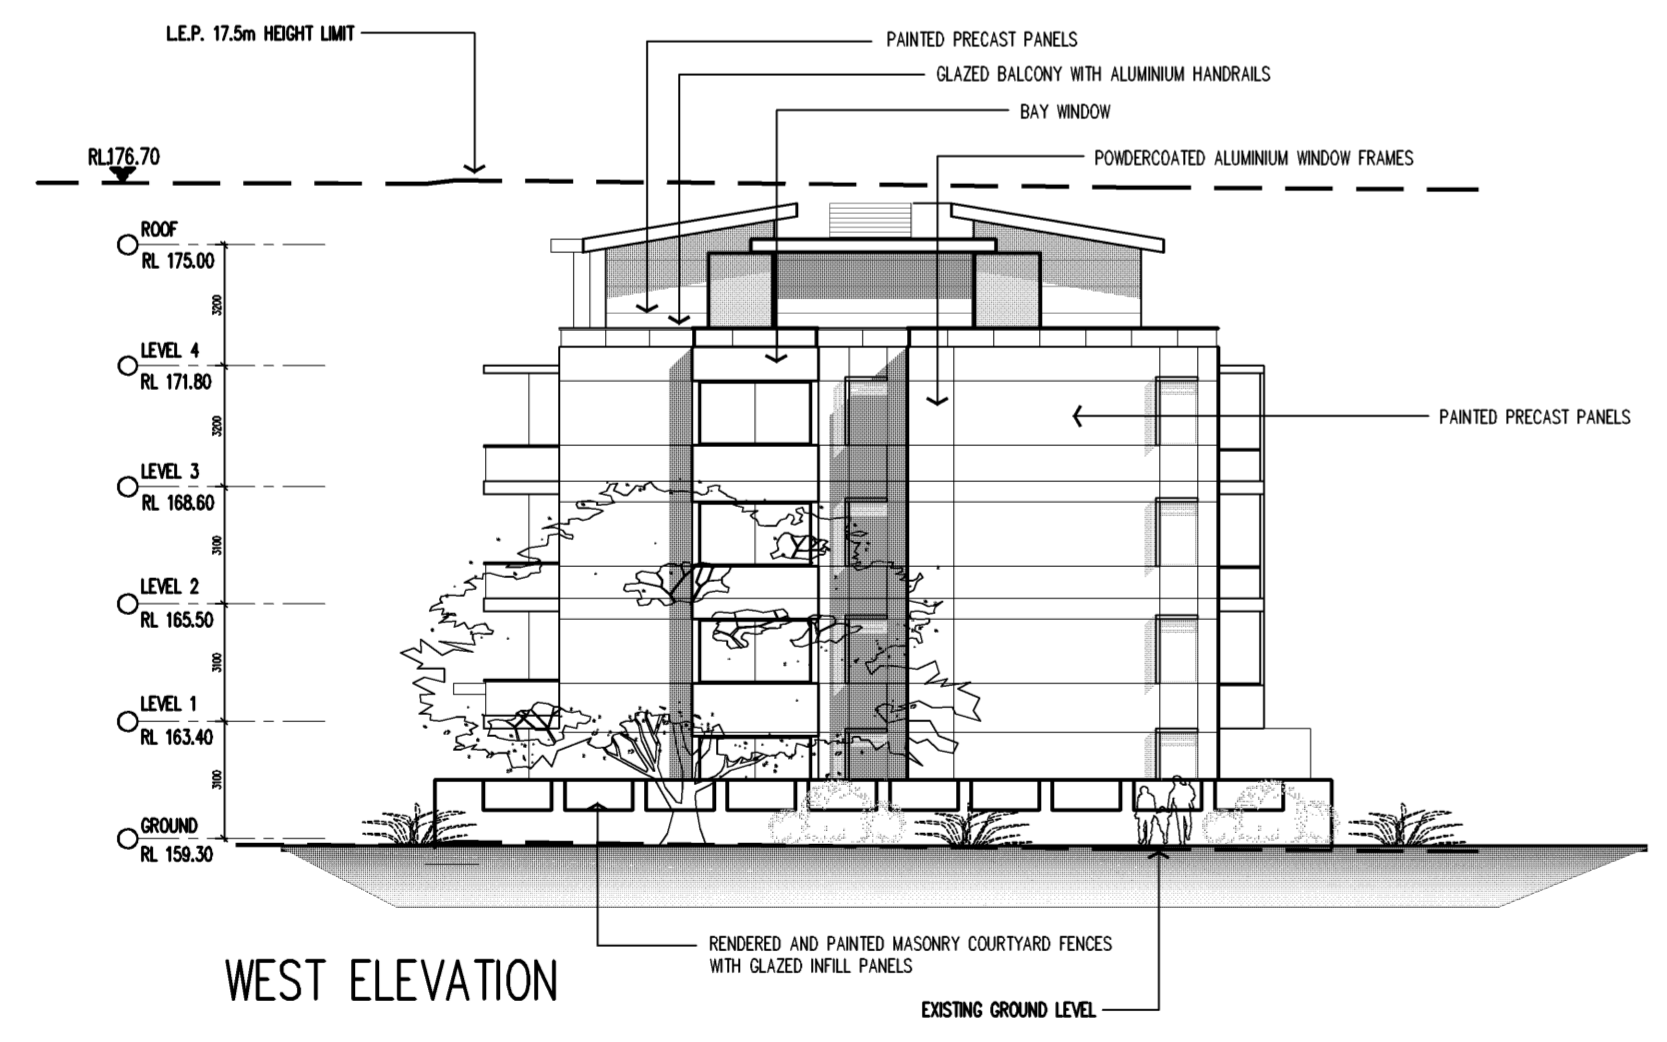 L.E.P. 17.5m HEIGHT LIMIT
PAINTED PRECAST PANELS
GLAZED BALCONY WITH ALUMINIUM HANDRAILS
BAY WINDOW
POWDERCOATED ALUMINIUM WINDOW FRAMES
RL176.70
ROOF
RL 175.00
3200
LEVEL 4
RL 171.80
3200
PAINTED PRECAST PANELS
LEVEL 3
RL 168.60
3100
LEVEL 2
RL 165.50
3100
LEVEL 1
RL 163.40
3100
GROUND
RL 159.30
RENDERED AND PAINTED MASONRY COURTYARD FENCES
WITH GLAZED INFILL PANELS
WEST ELEVATION
EXISTING GROUND LEVEL